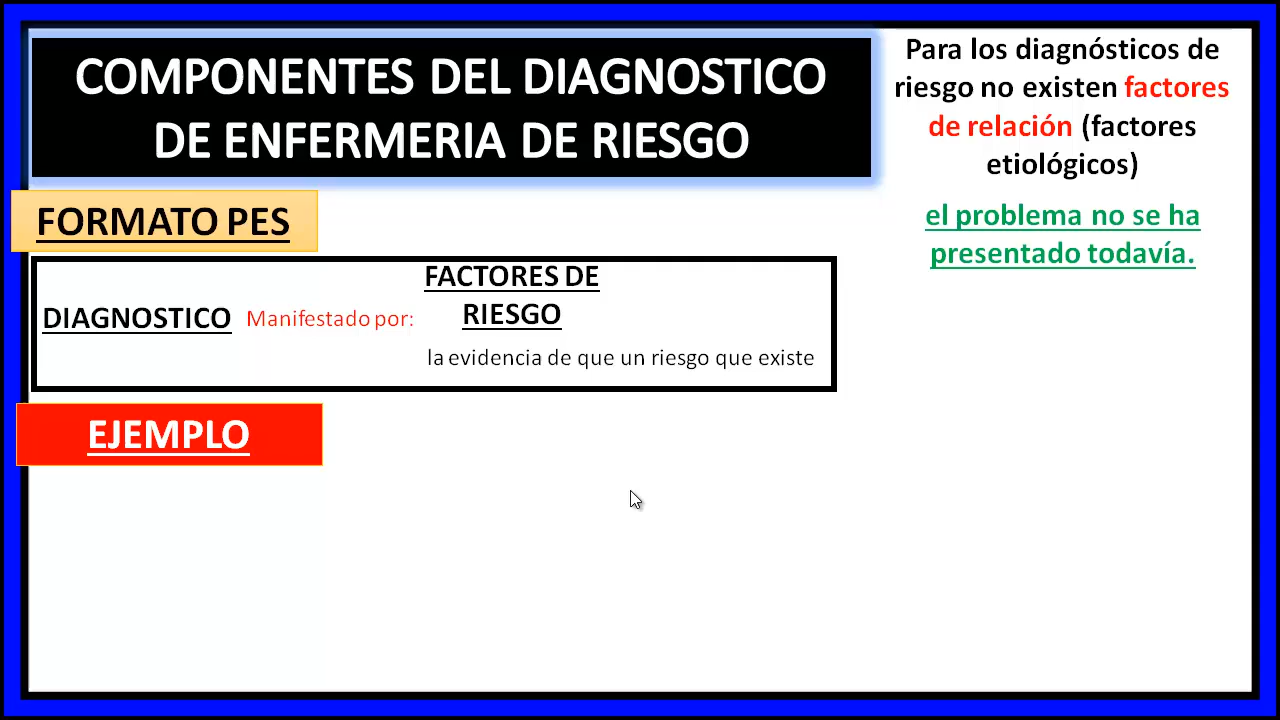 COMPONENTES DEL DIAGNOSTICO
DE ENFERMERIA DE RIESGO
Para los diagnósticos de
riesgo no existen factores
de relación (factores
etiológicos)
el problema no se ha
presentado todavía.
FORMATO PES
DIAGNOSTICO Manifestado por:
FACTORES DE
RIESGO
la evidencia de que un riesgo que existe
EJEMPLO